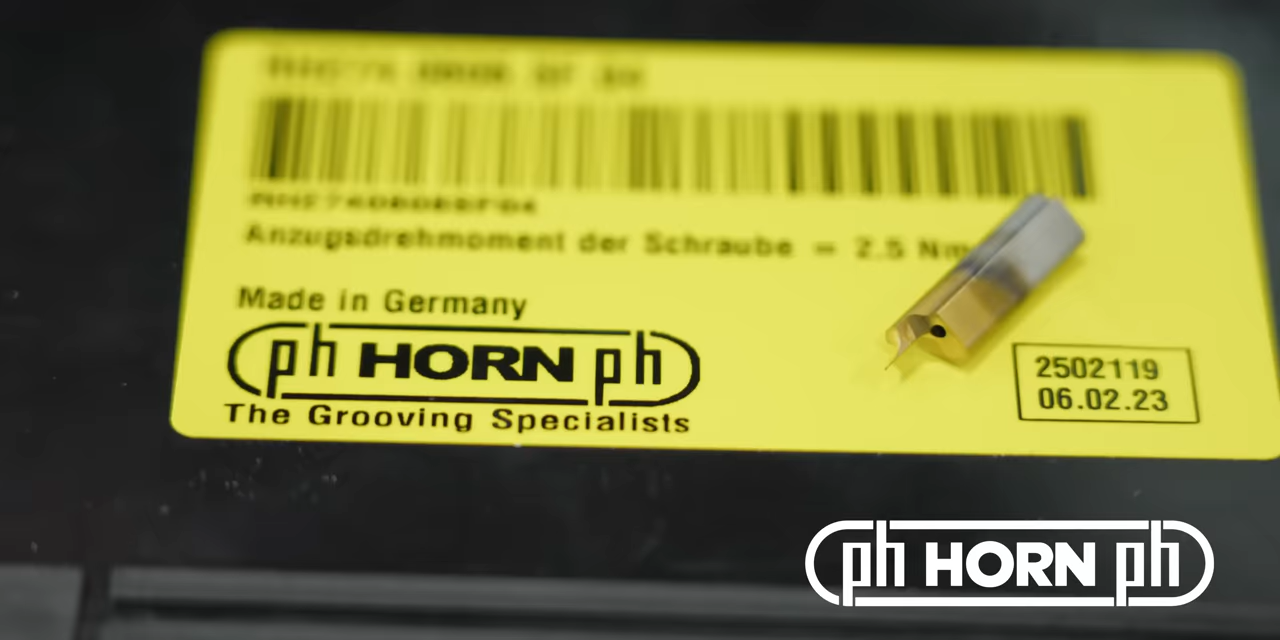 Anzugsdrehmoment der Schraube = 2.5 Nm
Made in Germany
ph HORN ph
The Grooving Specialists
2502119
06.02.23
ph HORN ph